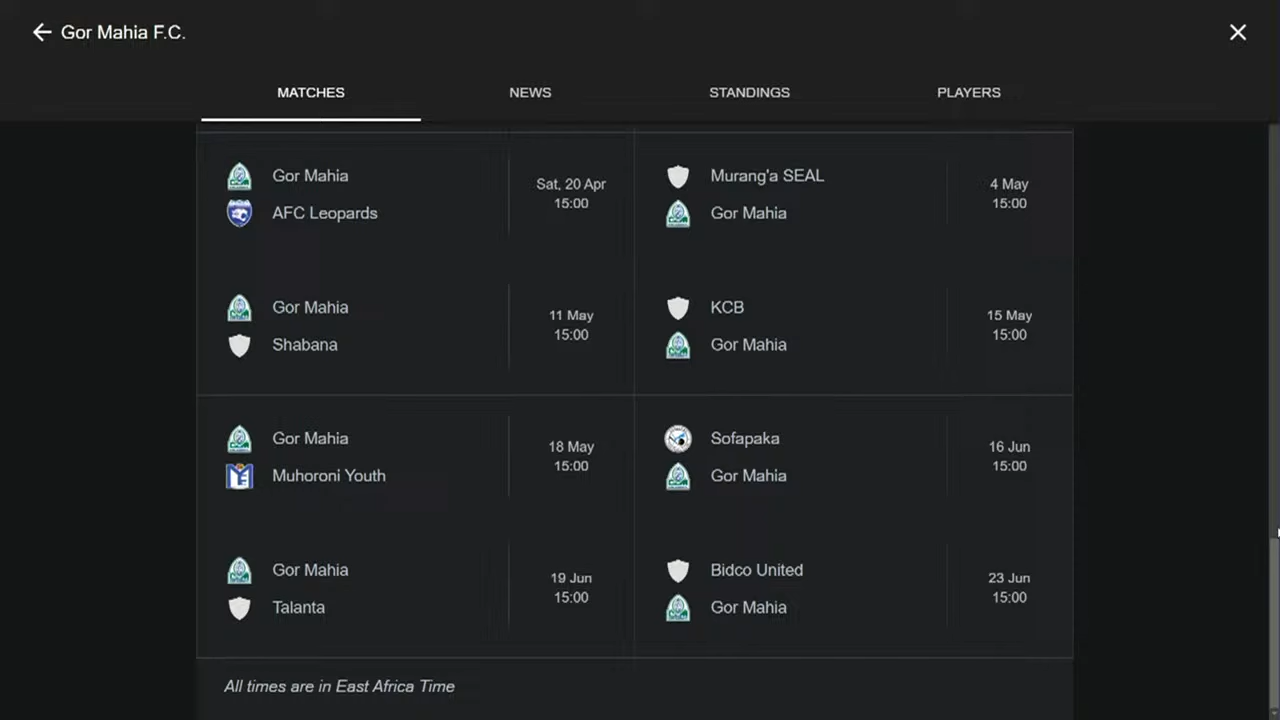 Gor Mahia F.C.
MATCHES
NEWS
STANDINGS
PLAYERS
Gor Mahia
AFC Leopards
Sat, 20 Apr
15:00
Murang'a SEAL
Gor Mahia
4 May
15:00
Gor Mahia
Shabana
11 May
15:00
KCB
Gor Mahia
15 May
15:00
Gor Mahia
Muhoroni Youth
18 May
15:00
Sofapaka
Gor Mahia
16 Jun
15:00
Gor Mahia
Talanta
19 Jun
15:00
Bidco United
Gor Mahia
23 Jun
15:00
All times are in East Africa Time